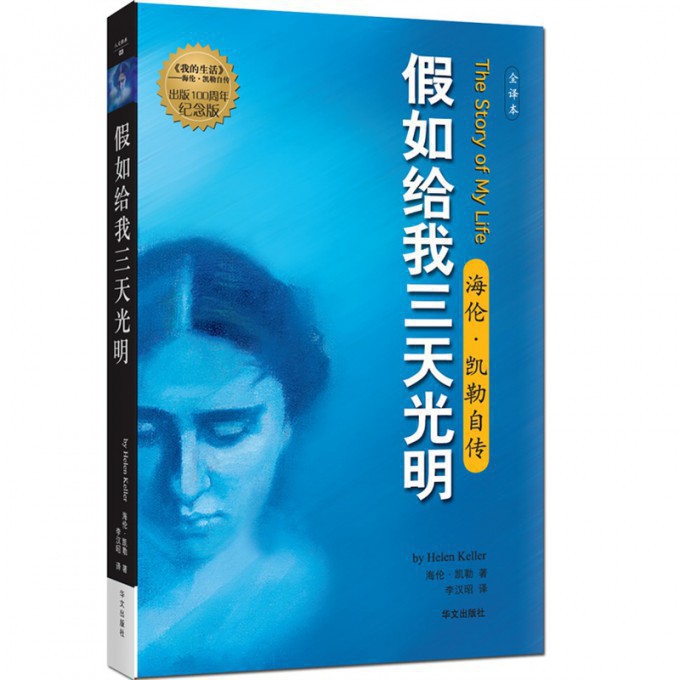 《我的生活》
——海伦·凯勒自传
出版100周年
纪念版
全译本
The Story of My Life
海伦·凯勒自传
假如给我三天光明
by Helen Keller
海伦·凯勒 著
李汉昭 译
华文出版社
假如给我三天光明
by Helen Keller
海伦·凯勒 著
李汉昭 译
华文出版社